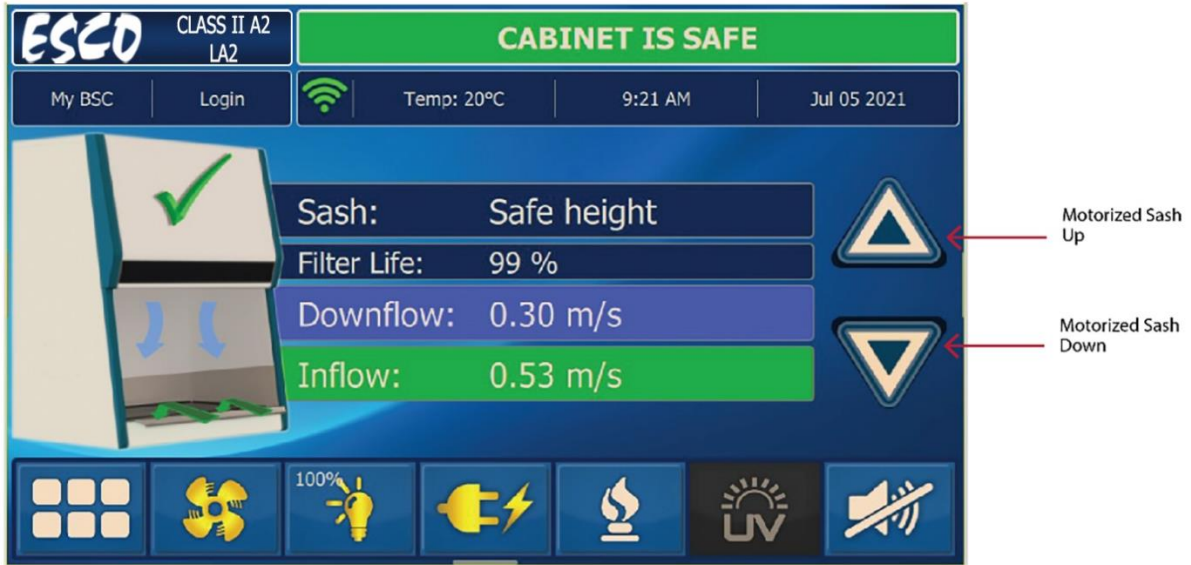 ESCO
CLASS II A2
LA2
CABINET IS SAFE
My BSC
Login
Temp: 20°C
9:21 AM
Jul 05 2021
Sash: Safe height
Filter Life: 99 %
Downflow: 0.30 m/s
Inflow: 0.53 m/s
Motorized Sash
Up
Motorized Sash
Down
100%
UV